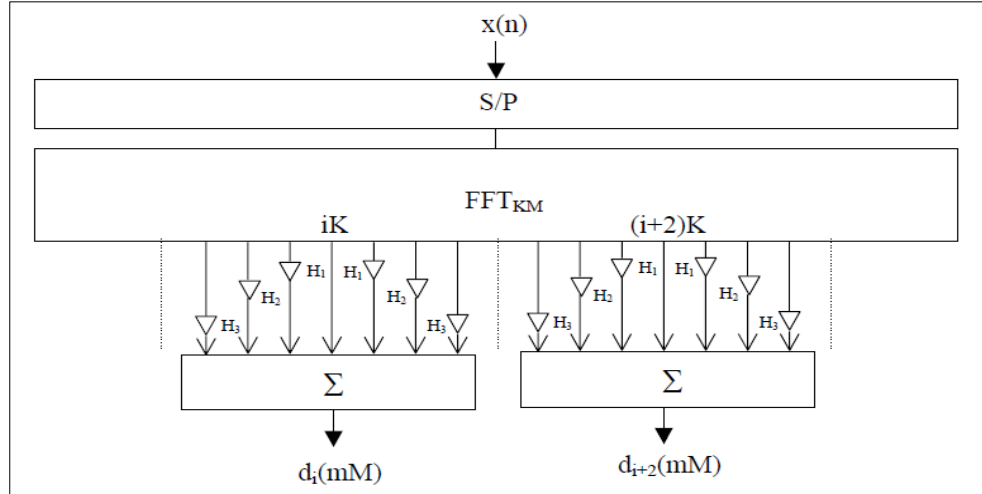 x(n)
S/P
FFT_KM
iK (i+2)K
H₁ H₁ H₁ H₁
H₂ H₂ H₂ H₂
H₃ H₃ H₃ H₃
Σ Σ
d_i(mM) d_{i+2}(mM)